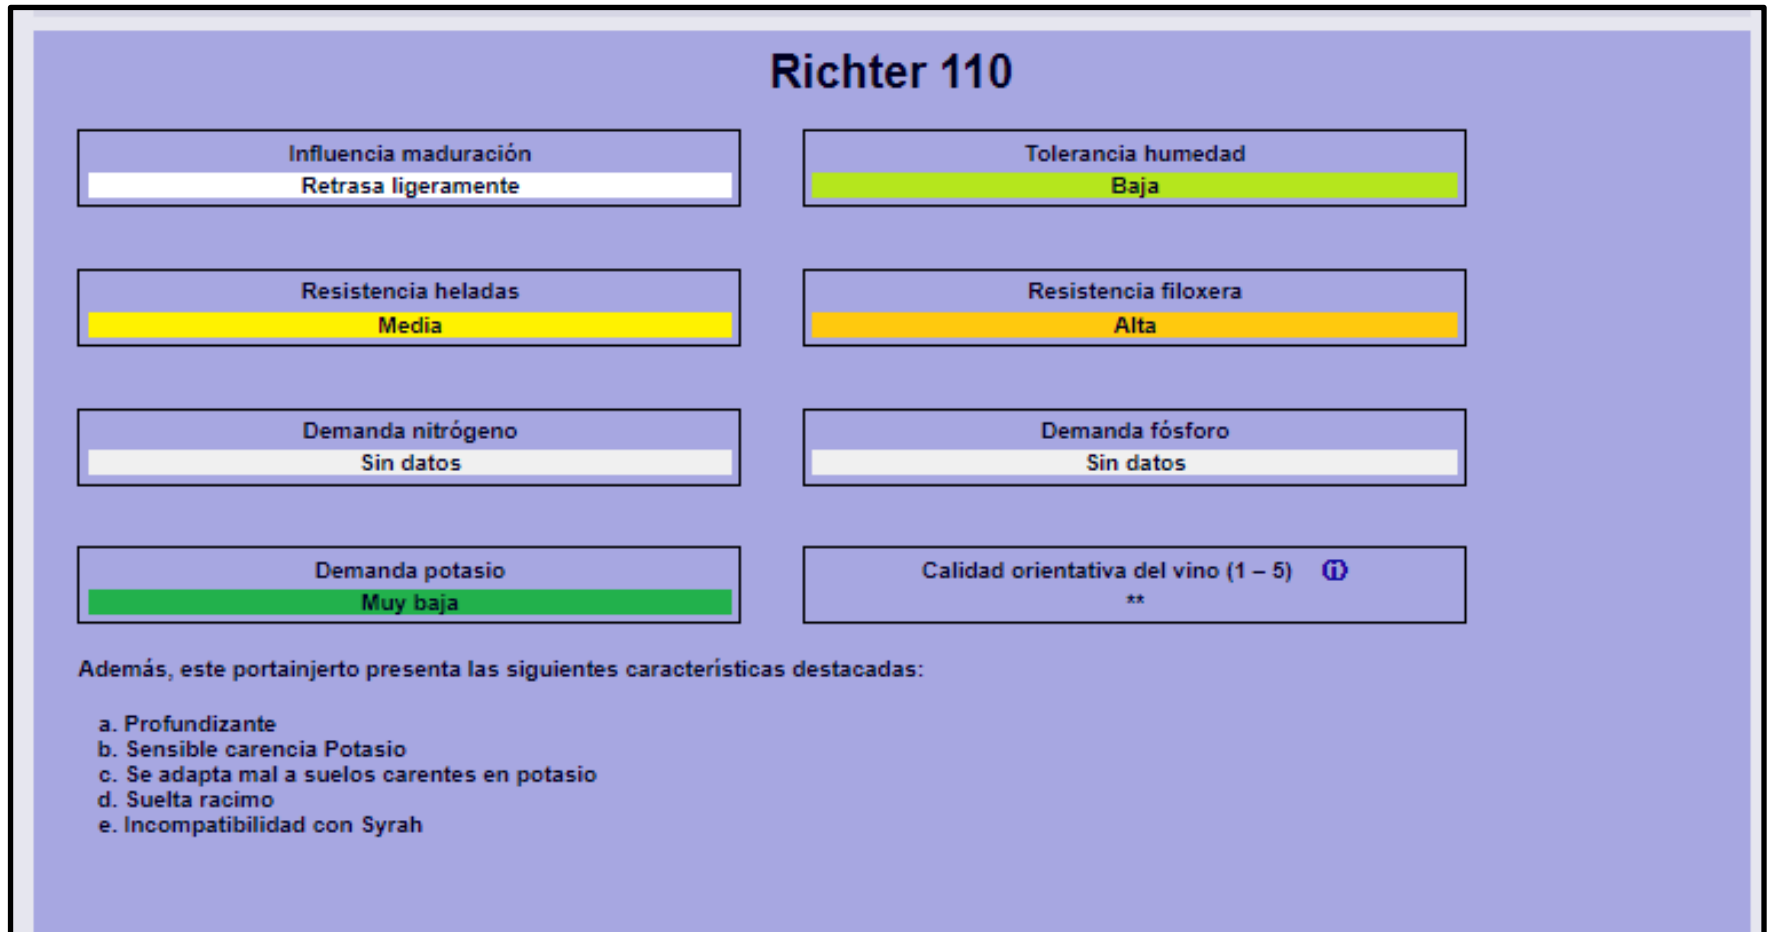 Richter 110
Influencia maduración
Retrasa ligeramente
Tolerancia humedad
Baja
Resistencia heladas
Media
Resistencia filoxera
Alta
Demanda nitrógeno
Sin datos
Demanda fósforo
Sin datos
Demanda potasio
Muy baja
Calidad orientativa del vino (1 – 5) (i)
**
Además, este portainjerto presenta las siguientes características destacadas:
a. Profundizante
b. Sensible carencia Potasio
c. Se adapta mal a suelos carentes en potasio
d. Suelta racimo
e. Incompatibilidad con Syrah